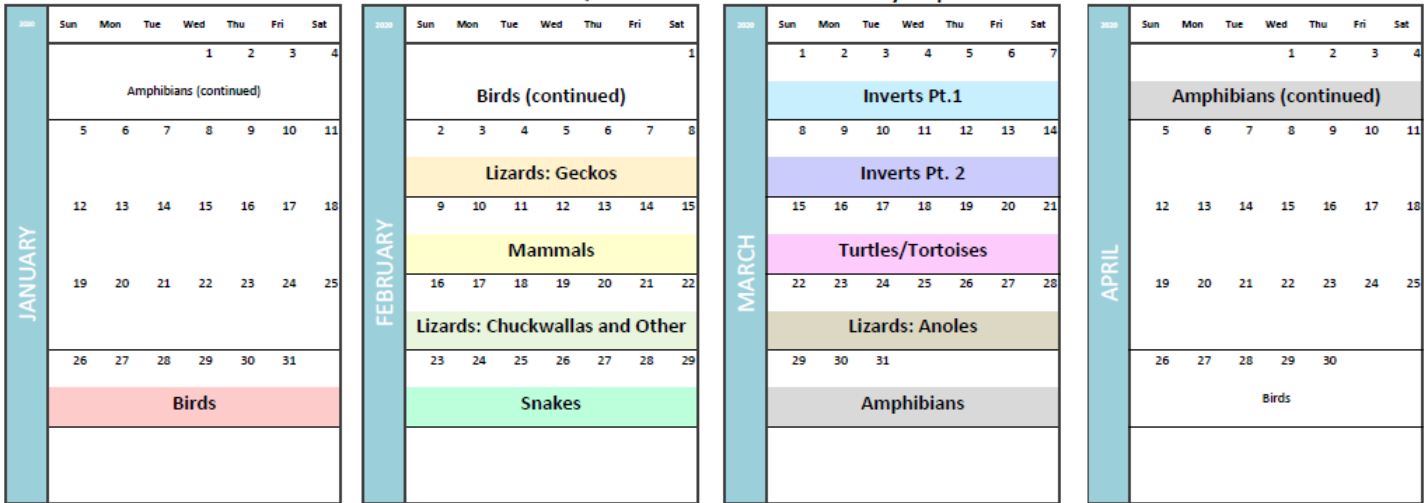 2020 Sun Mon Tue Wed Thu Fri Sat
1 2 3 4
Amphibians (continued)
5 6 7 8 9 10 11
12 13 14 15 16 17 18
JANUARY
19 20 21 22 23 24 25
26 27 28 29 30 31
Birds
2020 Sun Mon Tue Wed Thu Fri Sat
1
Birds (continued)
2 3 4 5 6 7 8
Lizards: Geckos
9 10 11 12 13 14 15
FEBRUARY
Mammals
16 17 18 19 20 21 22
Lizards: Chuckwallas and Other
23 24 25 26 27 28 29
Snakes
2020 Sun Mon Tue Wed Thu Fri Sat
1 2 3 4 5 6 7
Inverts Pt.1
8 9 10 11 12 13 14
Inverts Pt. 2
15 16 17 18 19 20 21
MARCH
Turtles/Tortoises
22 23 24 25 26 27 28
Lizards: Anoles
29 30 31
Amphibians
2020 Sun Mon Tue Wed Thu Fri Sat
1 2 3 4
Amphibians (continued)
5 6 7 8 9 10 11
12 13 14 15 16 17 18
APRIL
19 20 21 22 23 24 25
26 27 28 29 30
Birds